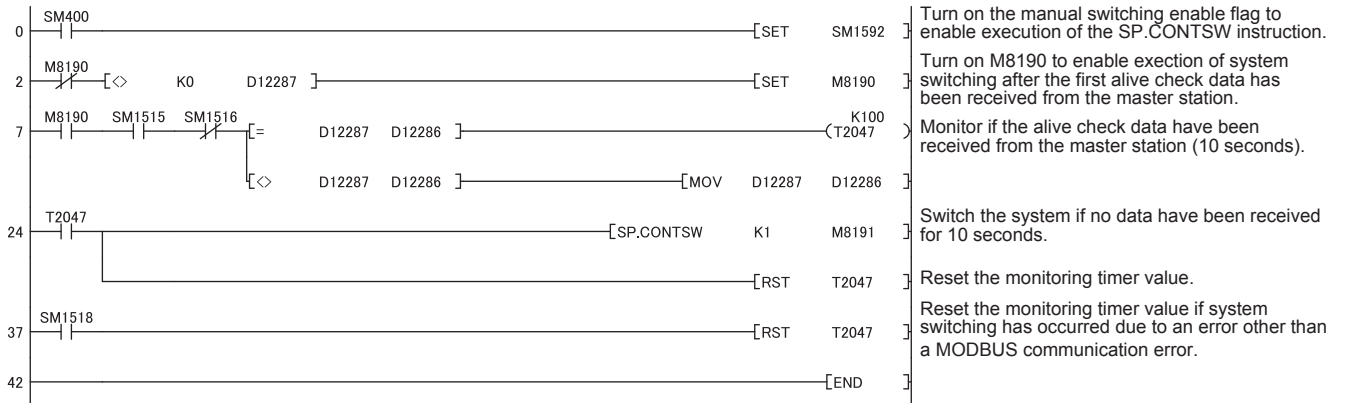 SM400
0 [SET SM1592 ]
Turn on the manual switching enable flag to
enable execution of the SP.CONTSW instruction.
M8190
2 [<> K0 D12287 ] [SET M8190 ]
Turn on M8190 to enable exection of system
switching after the first alive check data has
been received from the master station.
M8190 SM1515 SM1516 K100
7 [= D12287 D12286 ] (T2047 )
Monitor if the alive check data have been
received from the master station (10 seconds).
[<> D12287 D12286 ] [MOV D12287 D12286 ]
T2047
24 [SP.CONTSW K1 M8191 ]
Switch the system if no data have been received
for 10 seconds.
[RST T2047 ]
Reset the monitoring timer value.
SM1518
37 [RST T2047 ]
Reset the monitoring timer value if system
switching has occurred due to an error other than
a MODBUS communication error.
42 [END ]